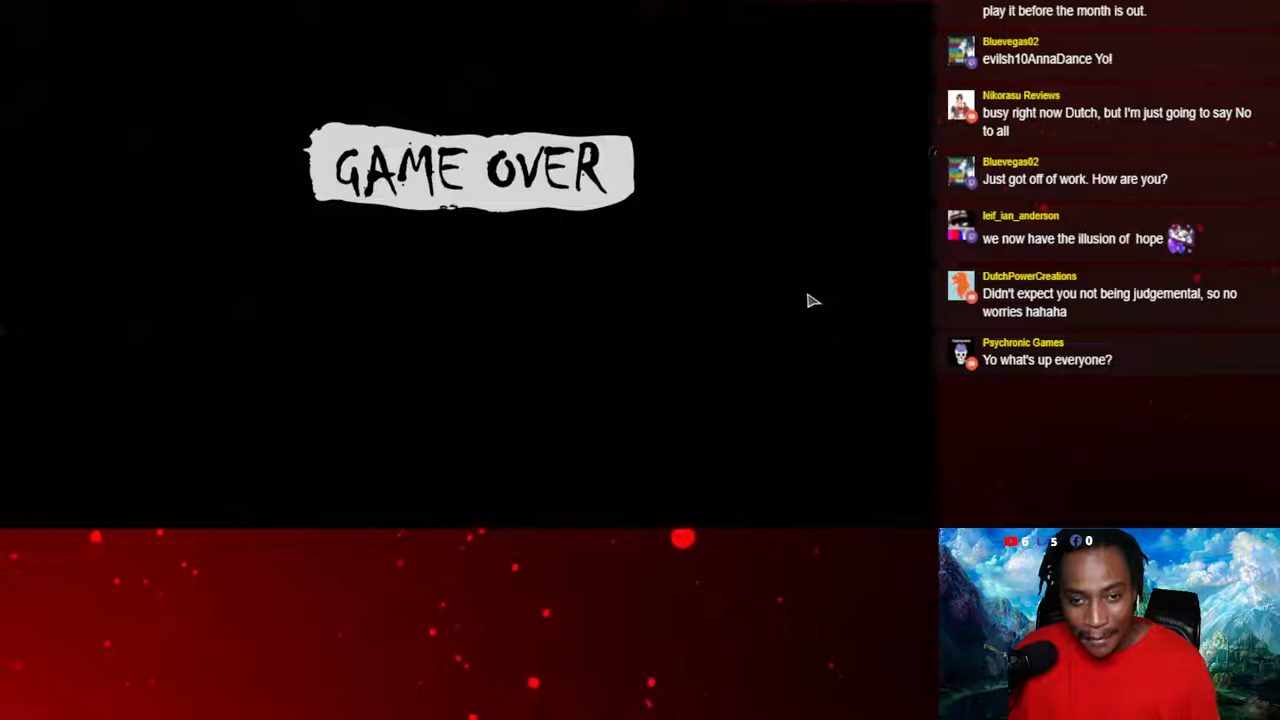 GAME OVER
play it before the month is out.
Bluevegas02
evilsh10AnnaDance Yo!
Nikorasu Reviews
busy right now Dutch, but I'm just going to say No
to all
Bluevegas02
Just got off of work. How are you?
leif_ian_anderson
we now have the illusion of hope
DutchPowerCreations
Didn't expect you not being judgemental, so no
worries hahaha
Psychronic Games
Yo what's up everyone?
6 5 0